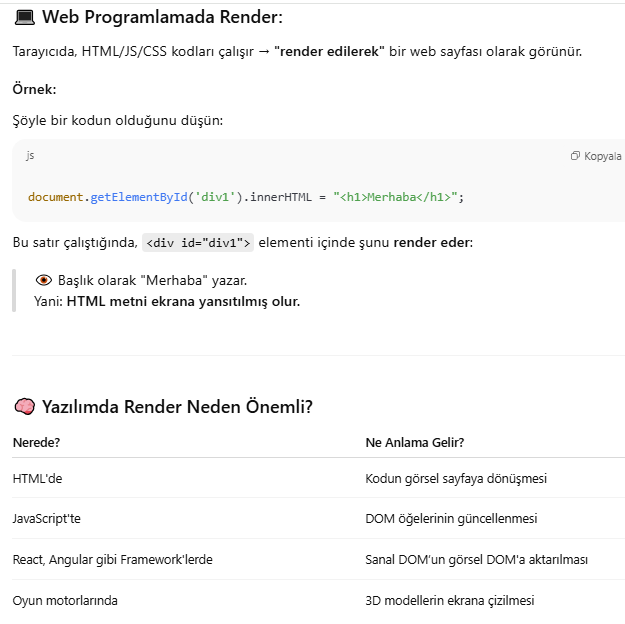 💻 Web Programlamada Render:
Tarayıcıda, HTML/JS/CSS kodları çalışır → "render edilerek" bir web sayfası olarak görünür.
Örnek:
Şöyle bir kodun olduğunu düşün:
js
Kopyala
document.getElementById('div1').innerHTML = "<h1>Merhaba</h1>";
Bu satır çalıştığında, <div id="div1"> elementi içinde şunu render eder:
👁 Başlık olarak "Merhaba" yazar.
Yani: HTML metni ekrana yansıtılmış olur.
🧠 Yazılımda Render Neden Önemli?
Nerede? Ne Anlama Gelir?
HTML'de Kodun görsel sayfaya dönüşmesi
JavaScript'te DOM öğelerinin güncellenmesi
React, Angular gibi Framework'lerde Sanal DOM'un görsel DOM'a aktarılması
Oyun motorlarında 3D modellerin ekrana çizilmesi